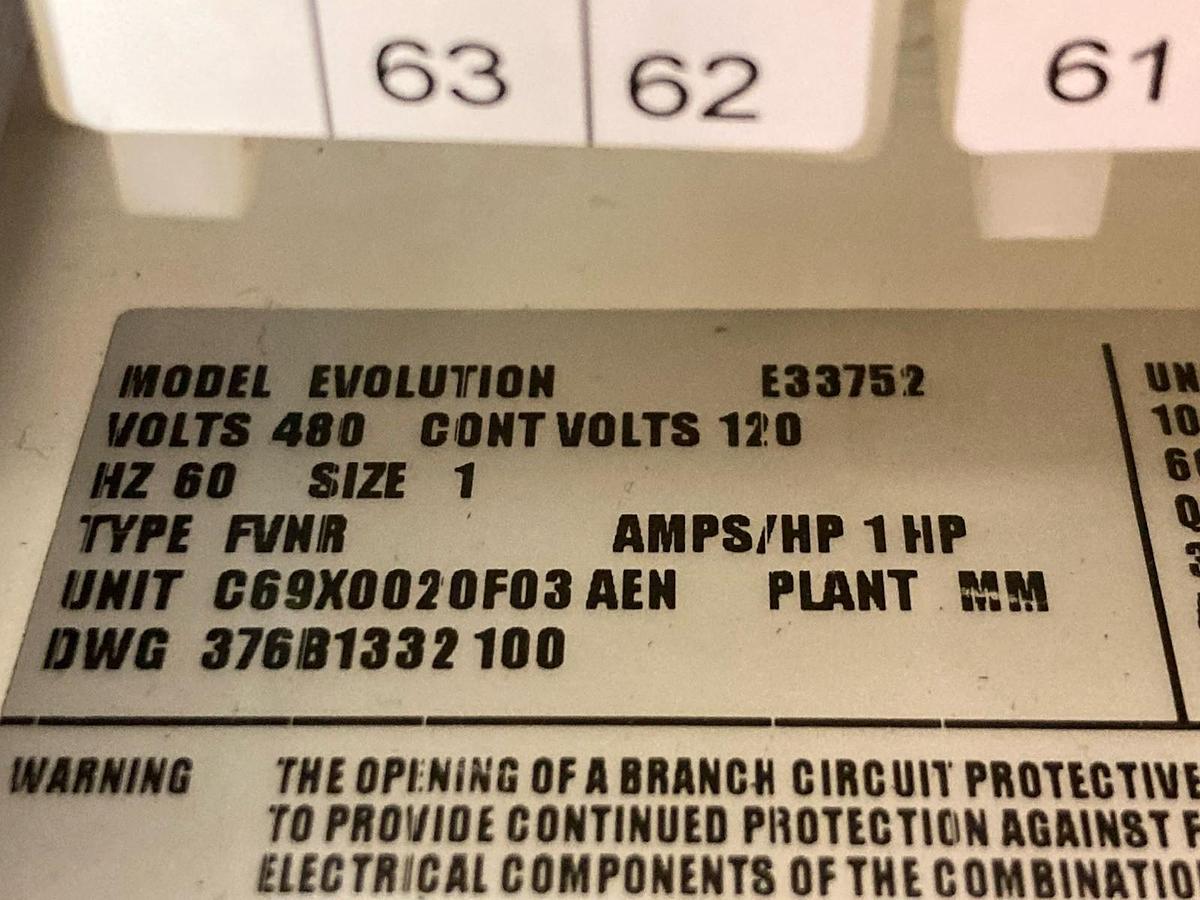 63 62 61
MODEL EVOLUTION E33752
VOLTS 480 CONT VOLTS 120
HZ 60 SIZE 1
TYPE FVNR AMPS/HP 1 HP
UNIT C69X0020F03 AEN PLANT MM
DWG 376B1332 100
UN
10
WARNING THE OPENING OF A BRANCH CIRCUIT PROTECTIVE
TO PROVIDE CONTINUED PROTECTION AGAINST
ELECTRICAL COMPONENTS OF THE COMBINATIO